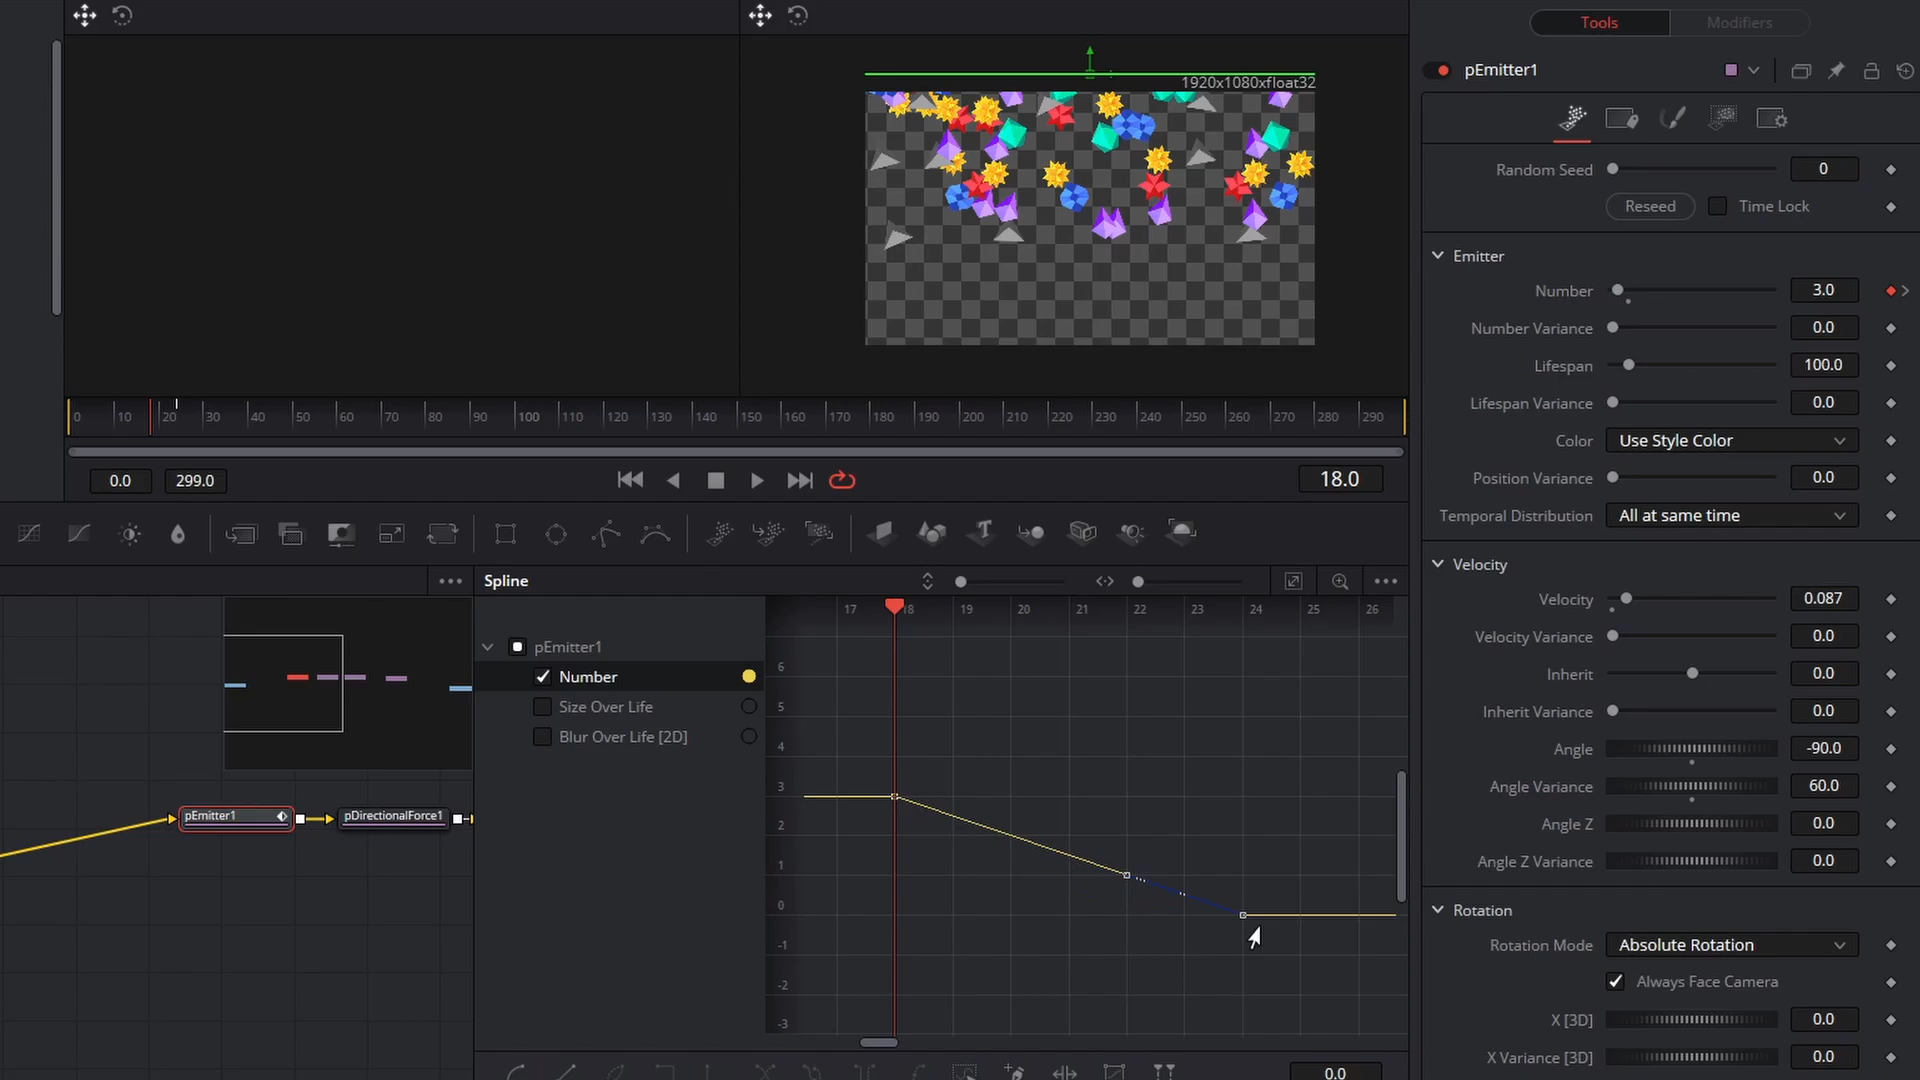 Tools
Modifiers
pEmitter1
1920x1080xfloat32
Random Seed
0
Reseed
Time Lock
Emitter
Number
3.0
Number Variance
0.0
Lifespan
100.0
Lifespan Variance
0.0
Color
Use Style Color
Position Variance
0.0
Temporal Distribution
All at same time
Velocity
Velocity
0.087
Velocity Variance
0.0
Inherit
0.0
Inherit Variance
0.0
Angle
-90.0
Angle Variance
60.0
Angle Z
0.0
Angle Z Variance
0.0
Rotation
Rotation Mode
Absolute Rotation
Always Face Camera
X [3D]
0.0
X Variance [3D]
0.0
0 10 20 30 40 50 60 70 80 90 100 110 120 130 140 150 160 170 180 190 200 210 220 230 240 250 260 270 280 290
0.0
299.0
18.0
Spline
17 18 19 20 21 22 23 24 25 26
pEmitter1
Number
Size Over Life
Blur Over Life [2D]
6
5
4
3
2
1
0
-1
-2
-3
pEmitter1
pDirectionalForce1
0.0